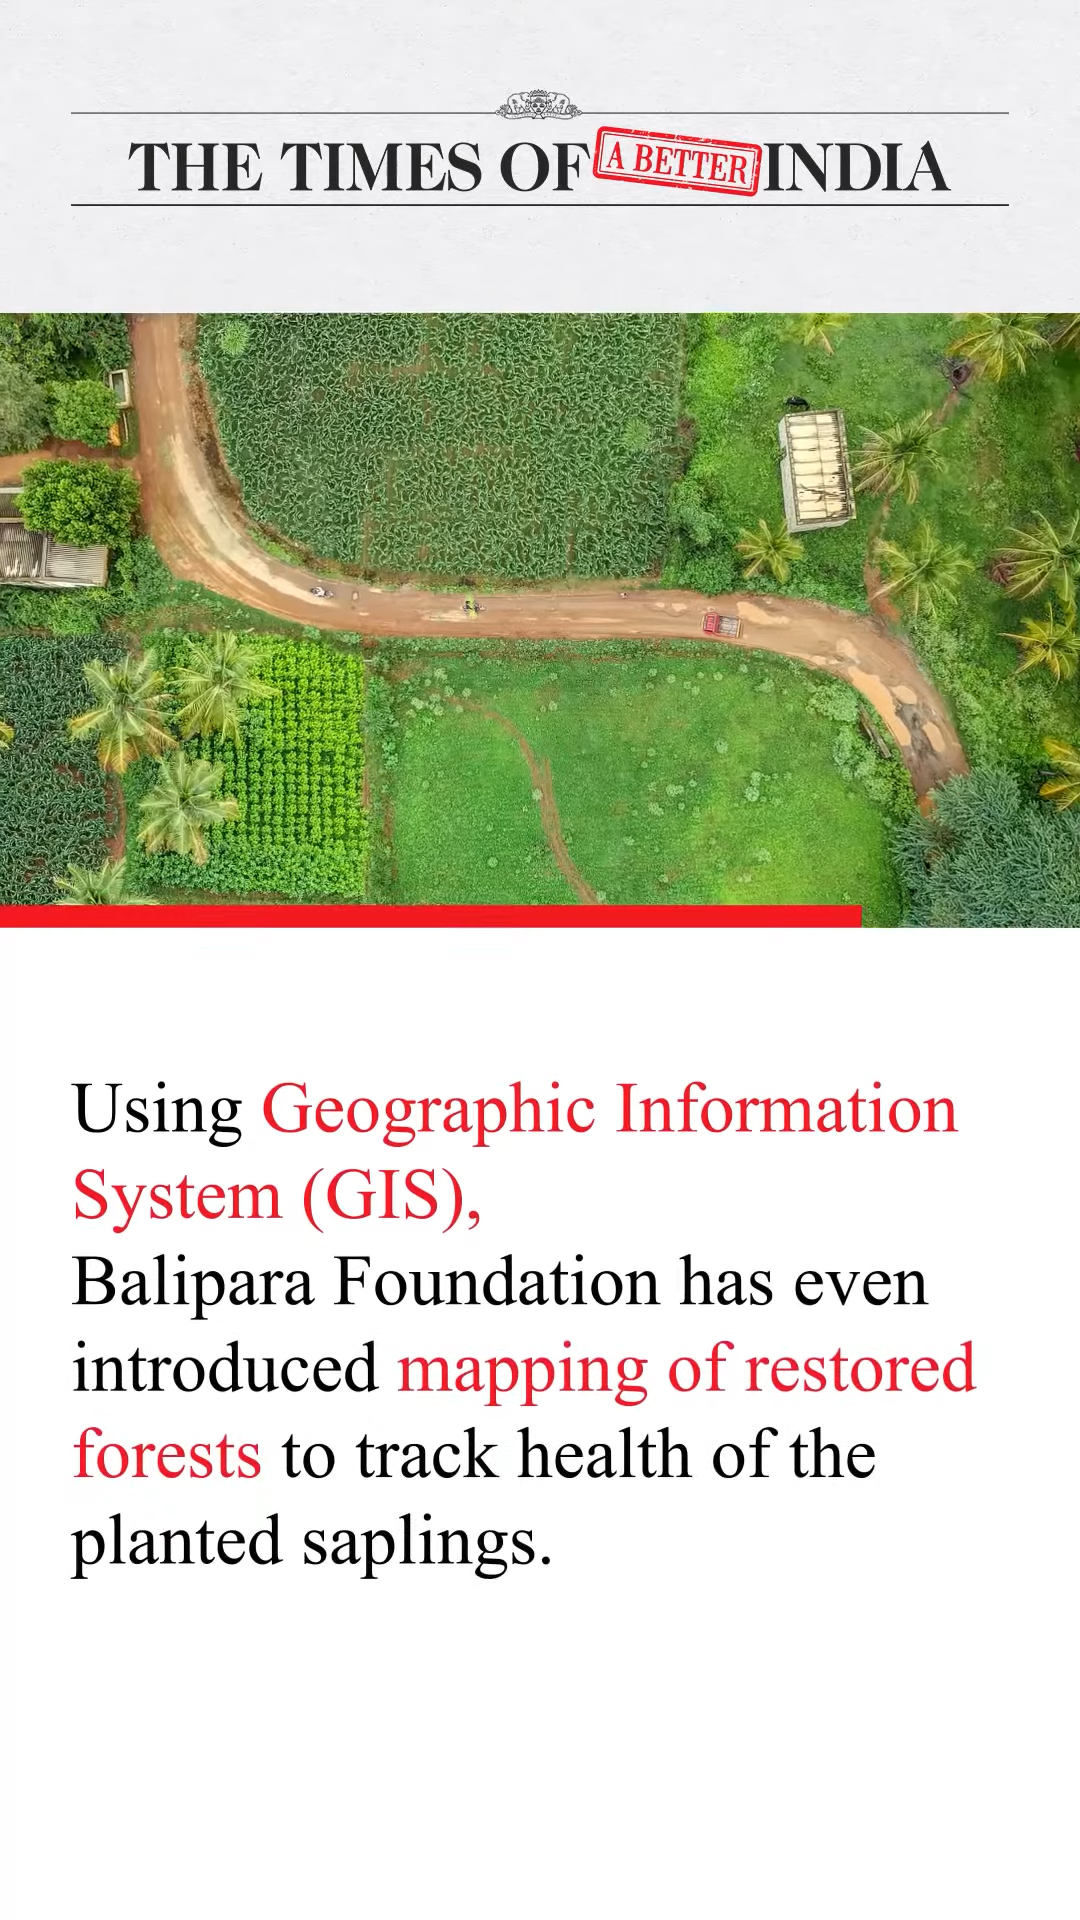 THE TIMES OF A BETTER INDIA
Using Geographic Information
System (GIS),
Balipara Foundation has even
introduced mapping of restored
forests to track health of the
planted saplings.